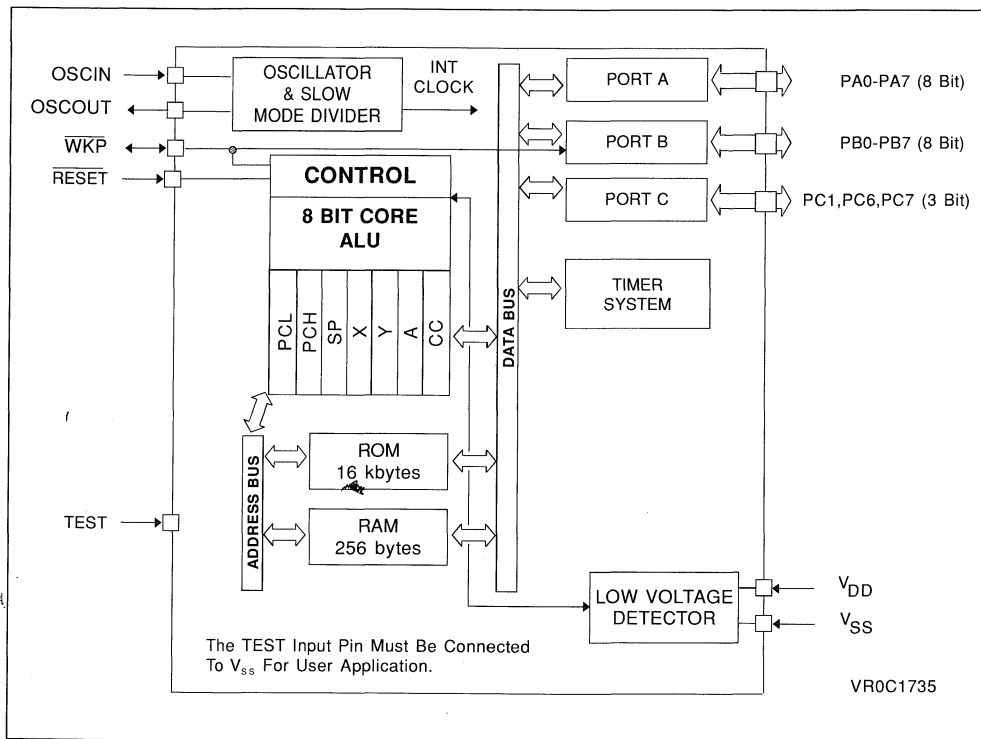 OSCIN
OSCOUT
WKP
RESET
TEST
OSCILLATOR
& SLOW
MODE DIVIDER
INT
CLOCK
CONTROL
8 BIT CORE
ALU
PCL
PCH
SP
X
Y
A
CC
ADDRESS BUS
ROM
16 kbytes
RAM
256 bytes
DATA BUS
PORT A
PORT B
PORT C
TIMER
SYSTEM
LOW VOLTAGE
DETECTOR
PA0-PA7 (8 Bit)
PB0-PB7 (8 Bit)
PC1,PC6,PC7 (3 Bit)
VDD
VSS
The TEST Input Pin Must Be Connected
To Vss For User Application.
VR0C1735